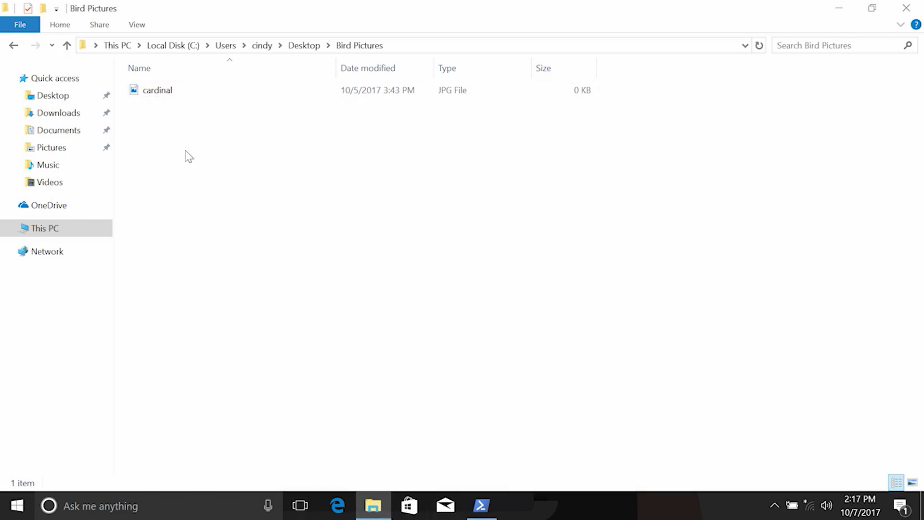 Bird Pictures
File Home Share View
This PC Local Disk (C:) Users cindy Desktop Bird Pictures Search Bird Pictures
Name Date modified Type Size
cardinal 10/5/2017 3:43 PM JPG File 0 KB
Quick access
Desktop
Downloads
Documents
Pictures
Music
Videos
OneDrive
This PC
Network
1 item
Ask me anything
2:17 PM
10/7/2017
1